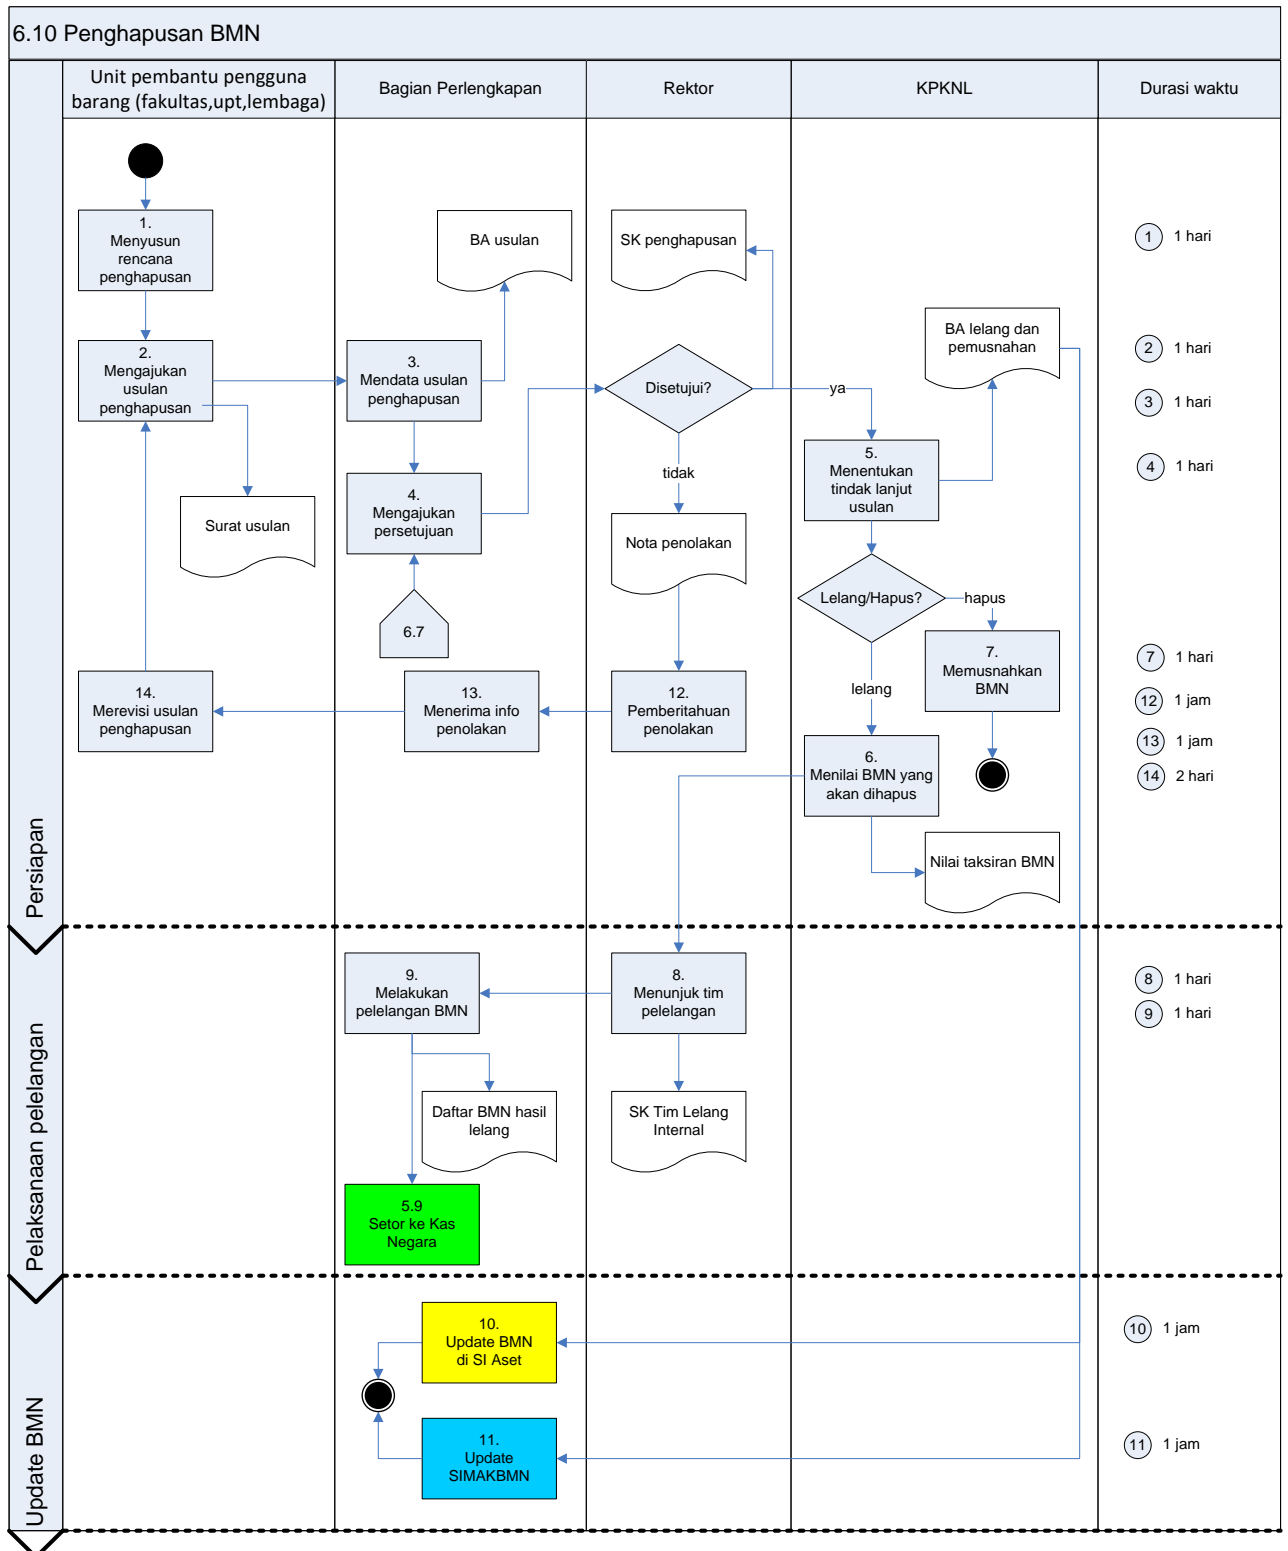 6.10 Penghapusan BMN
Unit pembantu pengguna
barang (fakultas,upt,lembaga)
Bagian Perlengkapan
Rektor
KPKNL
Durasi waktu
Persiapan
1.
Menyusun
rencana
penghapusan
BA usulan
SK penghapusan
1 1 hari
2.
Mengajukan
usulan
penghapusan
3.
Mendata usulan
penghapusan
Disetujui?
ya
BA lelang dan
pemusnahan
2 1 hari
3 1 hari
Surat usulan
4.
Mengajukan
persetujuan
tidak
5.
Menentukan
tindak lanjut
usulan
4 1 hari
Nota penolakan
6.7
Lelang/Hapus?
hapus
lelang
7.
Memusnahkan
BMN
7 1 hari
14.
Merevisi usulan
penghapusan
13.
Menerima info
penolakan
12.
Pemberitahuan
penolakan
12 1 jam
13 1 jam
14 2 hari
6.
Menilai BMN yang
akan dihapus
Nilai taksiran BMN
Pelaksanaan pelelangan
9.
Melakukan
pelelangan BMN
8.
Menunjuk tim
pelelangan
8 1 hari
9 1 hari
Daftar BMN hasil
lelang
SK Tim Lelang
Internal
5.9
Setor ke Kas
Negara
Update BMN
10.
Update BMN
di SI Aset
10 1 jam
11.
Update
SIMAKBMN
11 1 jam